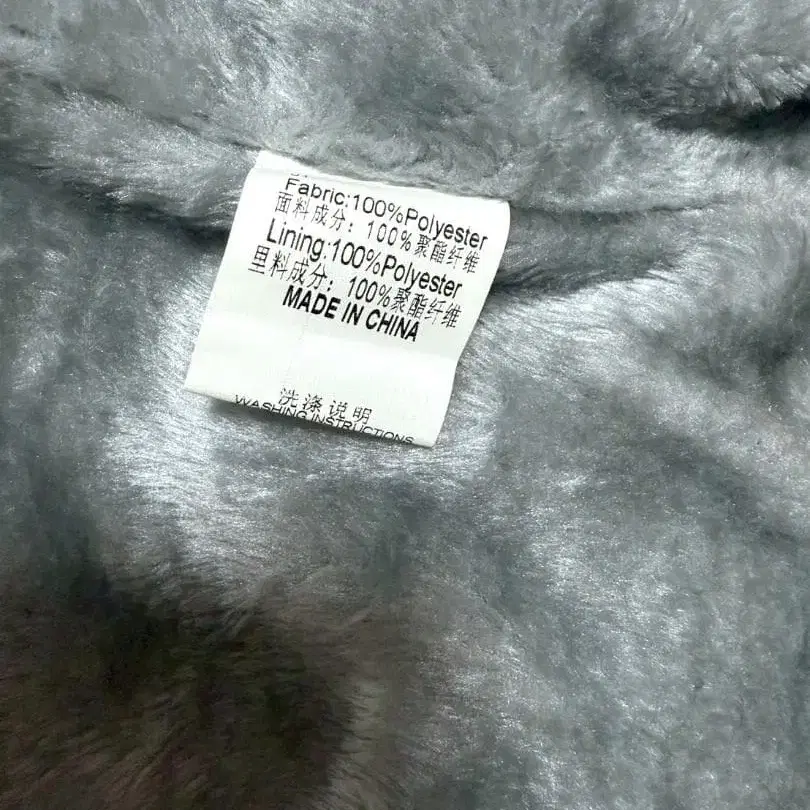 Fabric:100%Polyester
面料成分：100%聚酯纤维
Lining:100%Polyester
里料成分：100%聚酯纤维
MADE IN CHINA
洗涤说明
WASHING INSTRUCTIONS